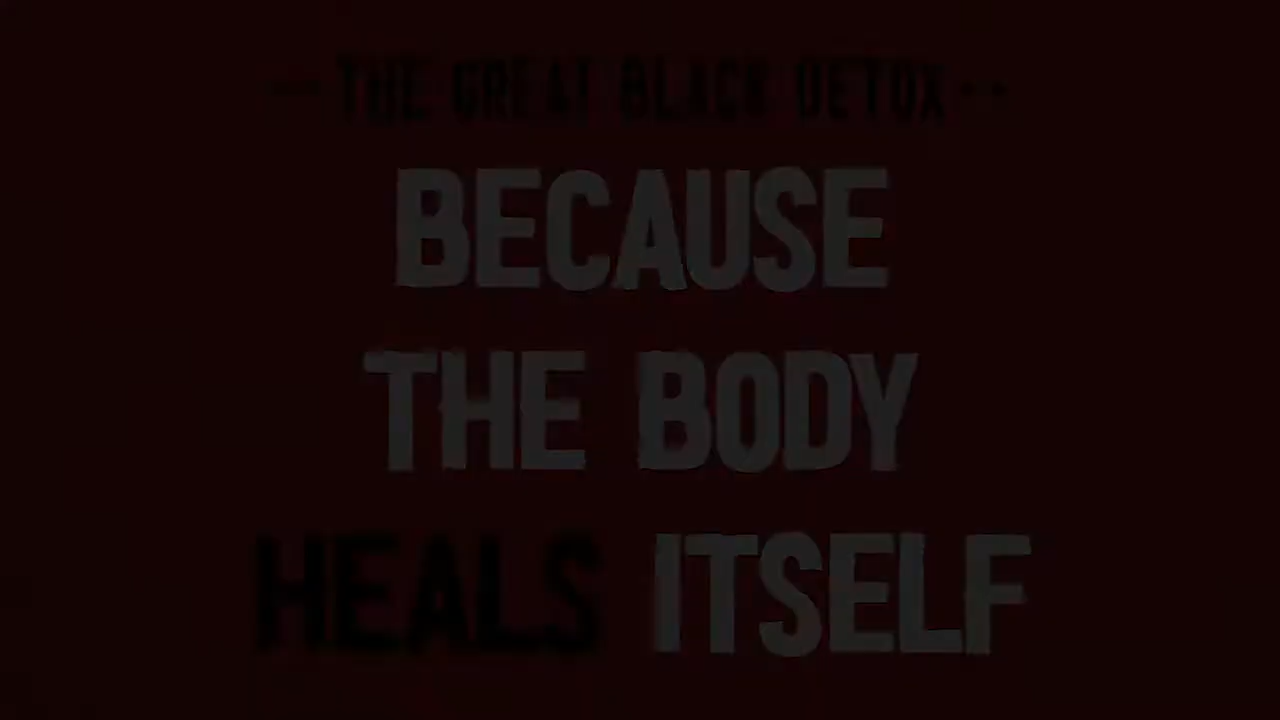 --THE GREAT BLACK DETOX--
BECAUSE
THE BODY
HEALS ITSELF